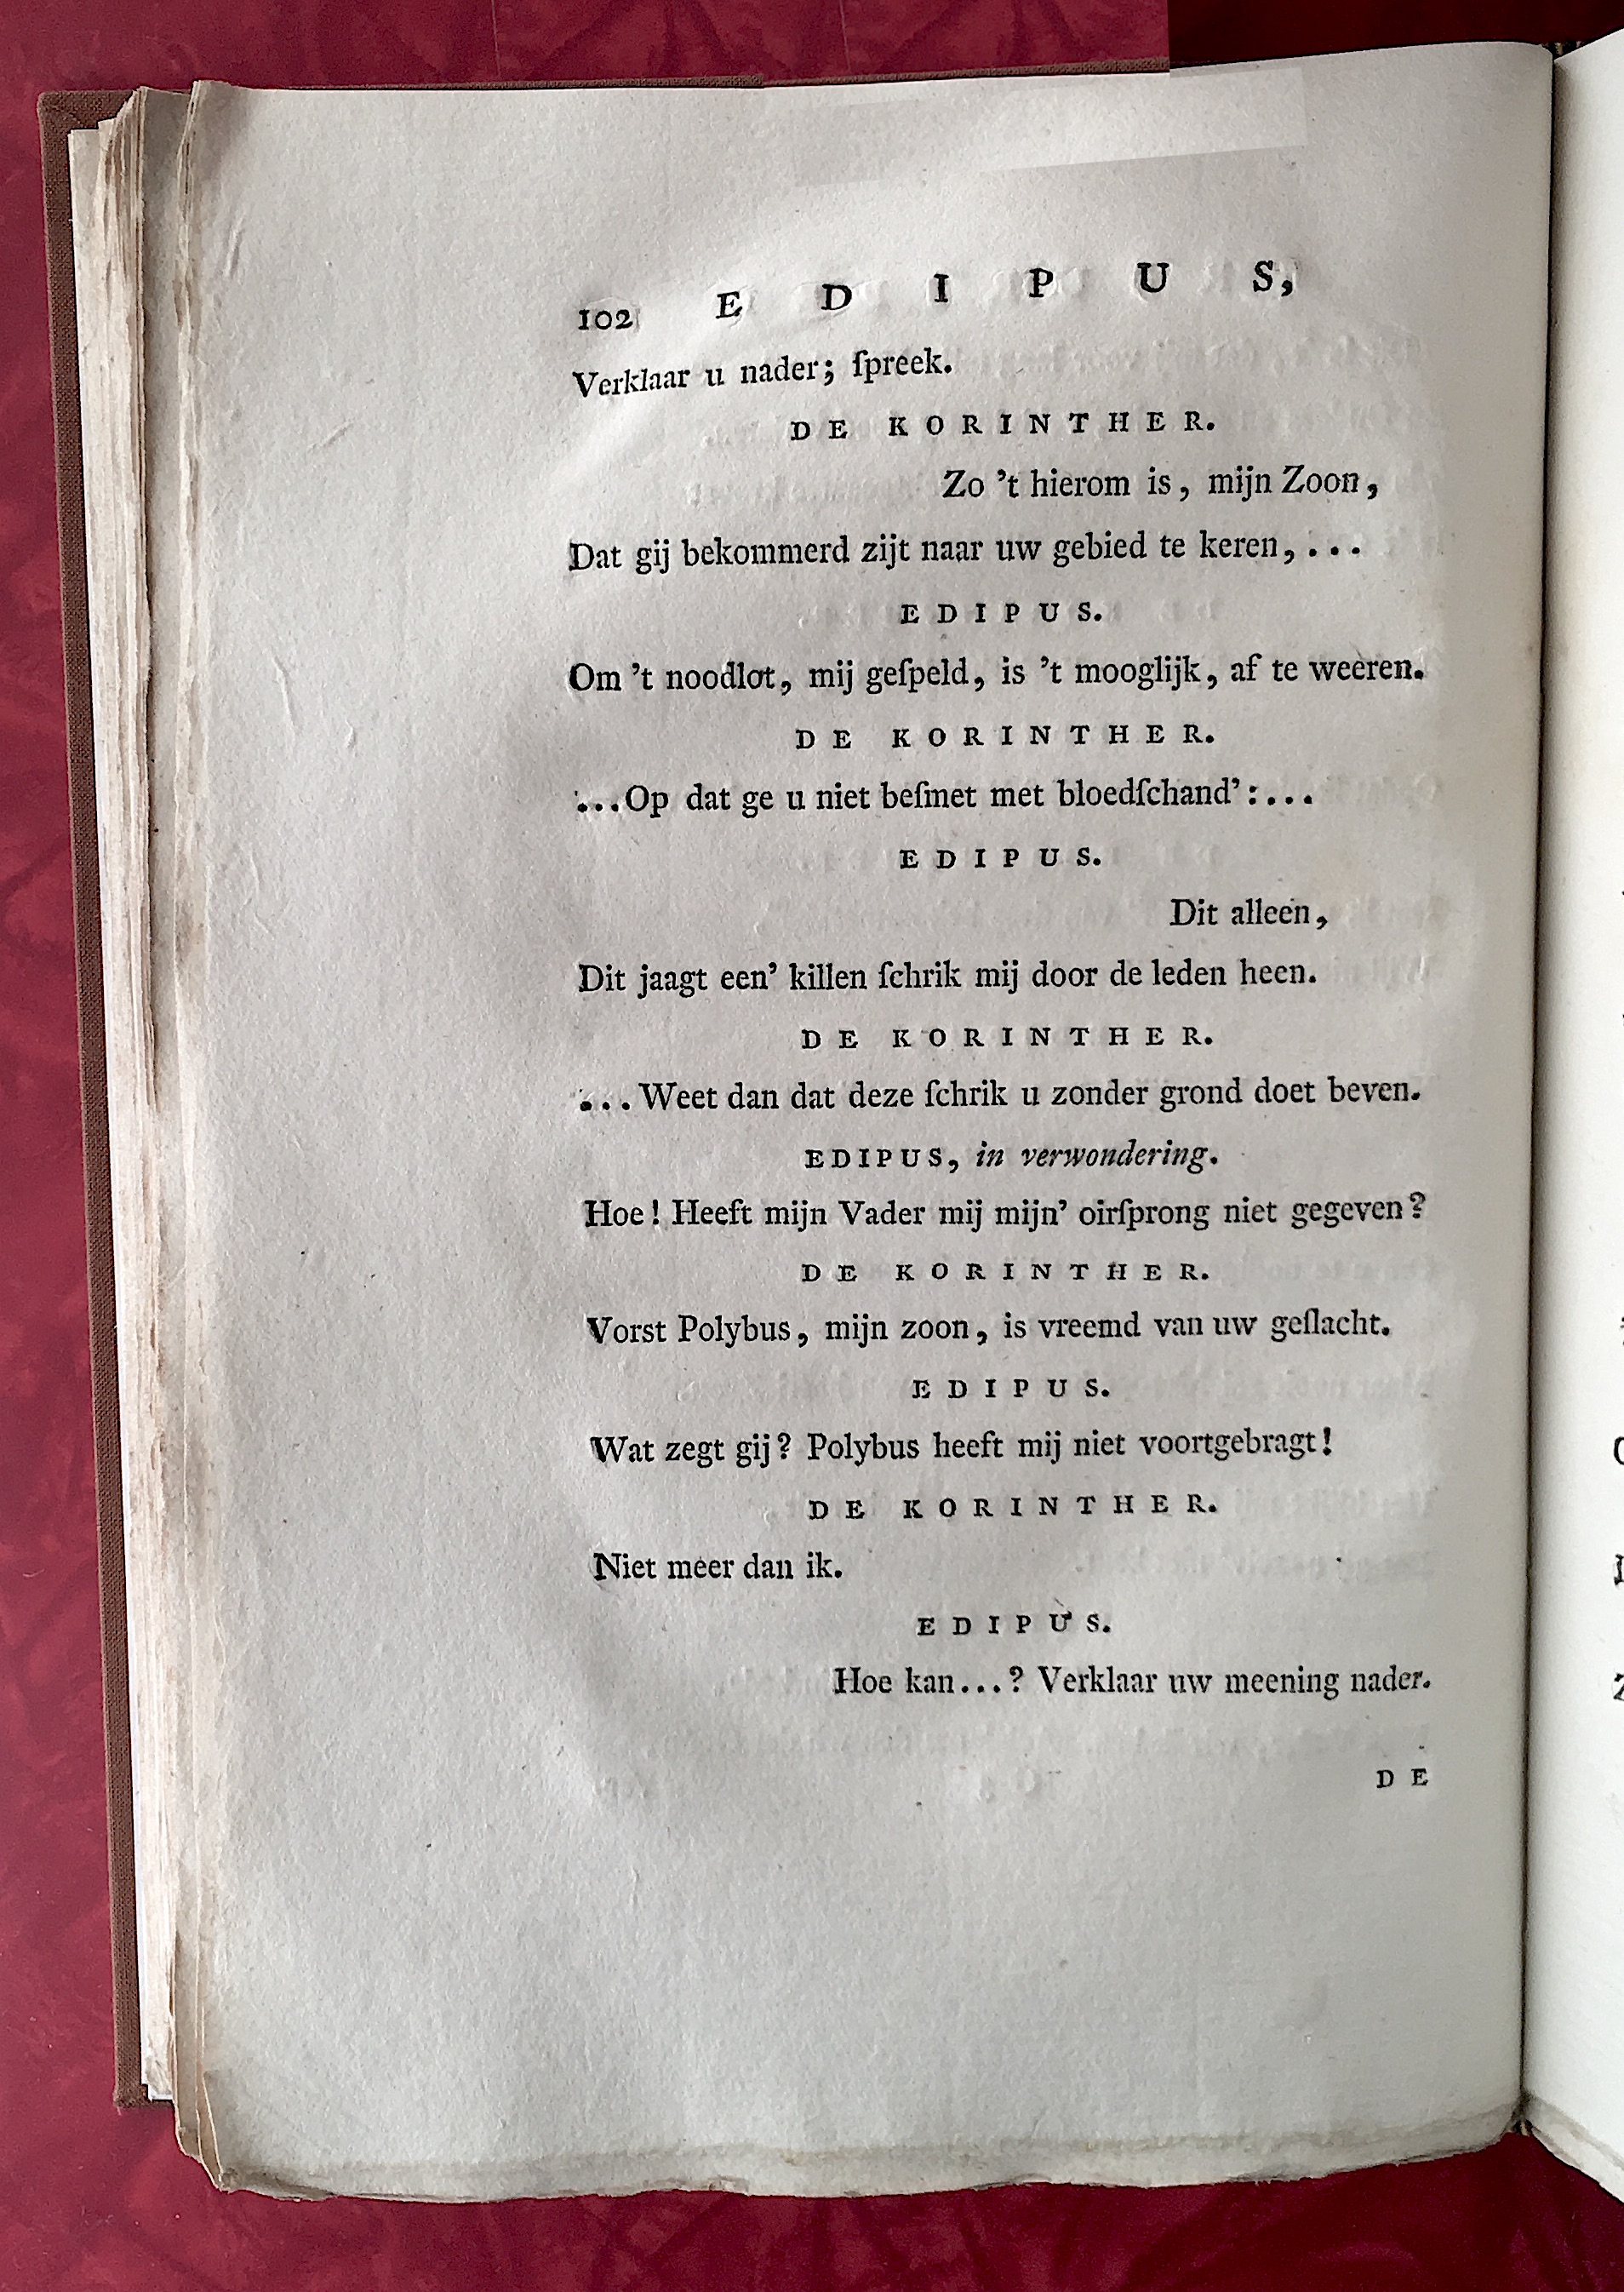 102 E D I P U S,
Verklaar u nader; ſpreek.
DE KORINTHER.
Zo 't hierom is, mijn Zoon,
Dat gij bekommerd zijt naar uw gebied te keren, ...
EDIPUS.
Om 't noodlot, mij geſpeld, is 't mooglijk, af te weeren.
DE KORINTHER.
...Op dat ge u niet beſmet met bloedſchand':...
EDIPUS.
Dit alleen,
Dit jaagt een' killen ſchrik mij door de leden heen.
DE KORINTHER.
...Weet dan dat deze ſchrik u zonder grond doet beven.
EDIPUS, in verwondering.
Hoe! Heeft mijn Vader mij mijn' oirſprong niet gegeven?
DE KORINTHER.
Vorst Polybus, mijn zoon, is vreemd van uw geſlacht.
EDIPUS.
Wat zegt gij? Polybus heeft mij niet voortgebragt!
DE KORINTHER.
Niet meer dan ik.
EDIPUS.
Hoe kan...? Verklaar uw meening nader.
DE